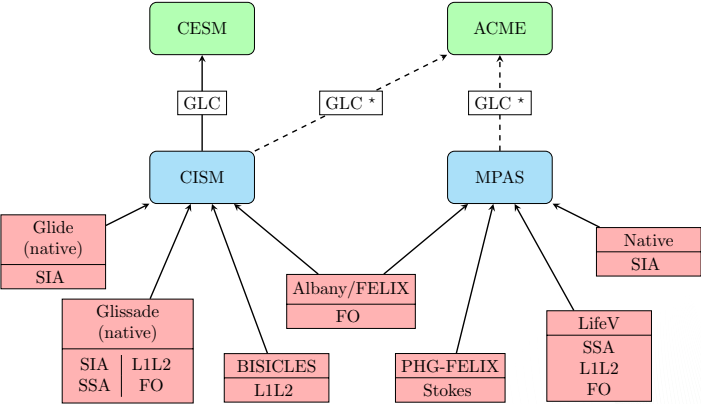 CESM
ACME
GLC
GLC *
GLC *
CISM
MPAS
Glide
(native)
SIA
Native
SIA
Albany/FELIX
FO
Glissade
(native)
SIA L1L2
SSA FO
LifeV
SSA
L1L2
FO
BISICLES
L1L2
PHG-FELIX
Stokes